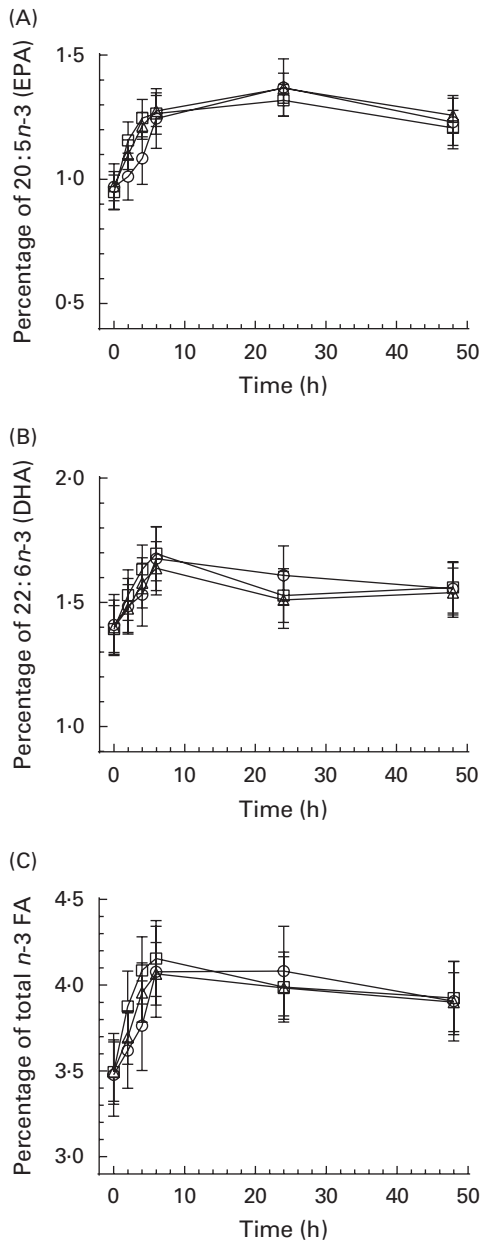 (A)
Percentage of 20:5n-3 (EPA)
1·5
1·0
0·5
0 10 20 30 40 50
Time (h)
(B)
Percentage of 22:6n-3 (DHA)
2·0
1·5
1·0
0 10 20 30 40 50
Time (h)
(C)
Percentage of total n-3 FA
4·5
4·0
3·5
3·0
0 10 20 30 40 50
Time (h)